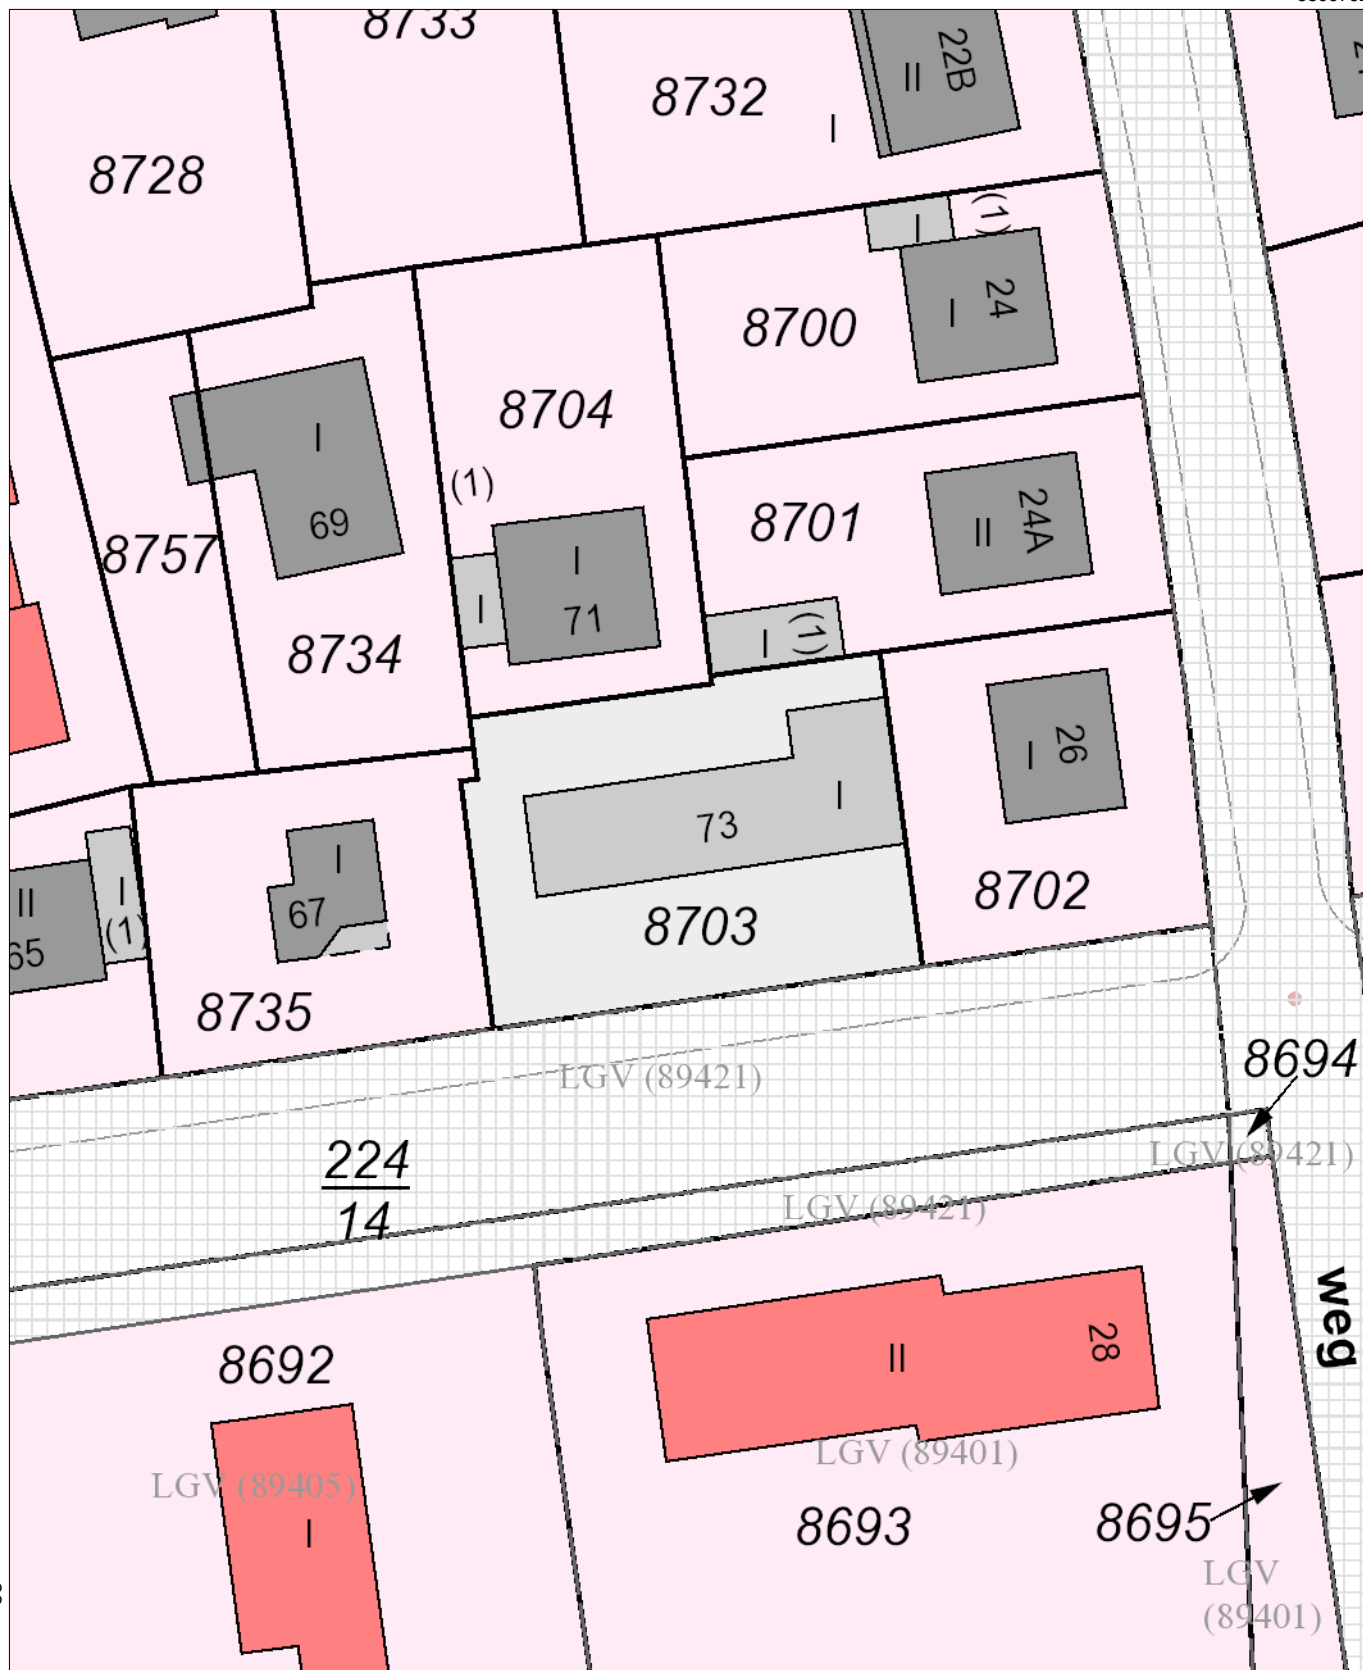 8733
22B
II
8732
I
8728
I
(1)
24
I
8700
8704
I
(1)
24A
II
8701
69
8757
I
I
71
I
(1)
8734
26
I
I
73
I
I
67
II
(1)
65
8702
8703
8735
8694
LGV (89421)
224
14
LGV (89421)
LGV (89421)
weg
28
II
8692
LGV (89401)
LGV (89405)
I
8693
8695
LGV
(89401)